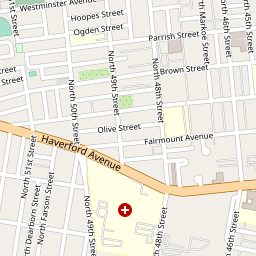 Westminster Avenue
Hoopes Street
Ogden Street
Parrish Street
Brown Street
51st Street
North 49th Street
North 48th Street
North Markoe Street
North 46th Street
45th Street
North 50th Street
Olive Street
Fairmount Avenue
Haverford Avenue
North 51st Street
North Farson Street
North Dearborn Street
North 49th Street
North 48th Street
North 46th Street